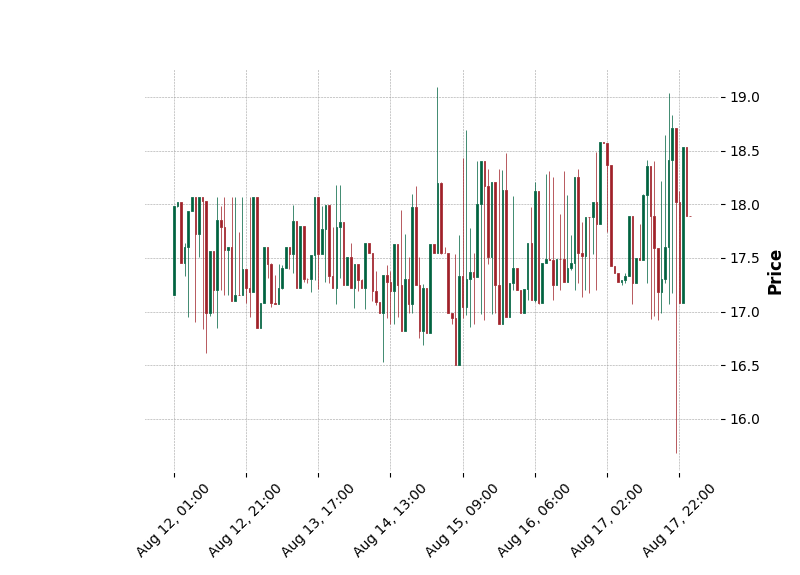 19.0
18.5
18.0
17.5
17.0
16.5
16.0
Price
Aug 12, 01:00
Aug 12, 21:00
Aug 13, 17:00
Aug 14, 13:00
Aug 15, 09:00
Aug 16, 06:00
Aug 17, 02:00
Aug 17, 22:00